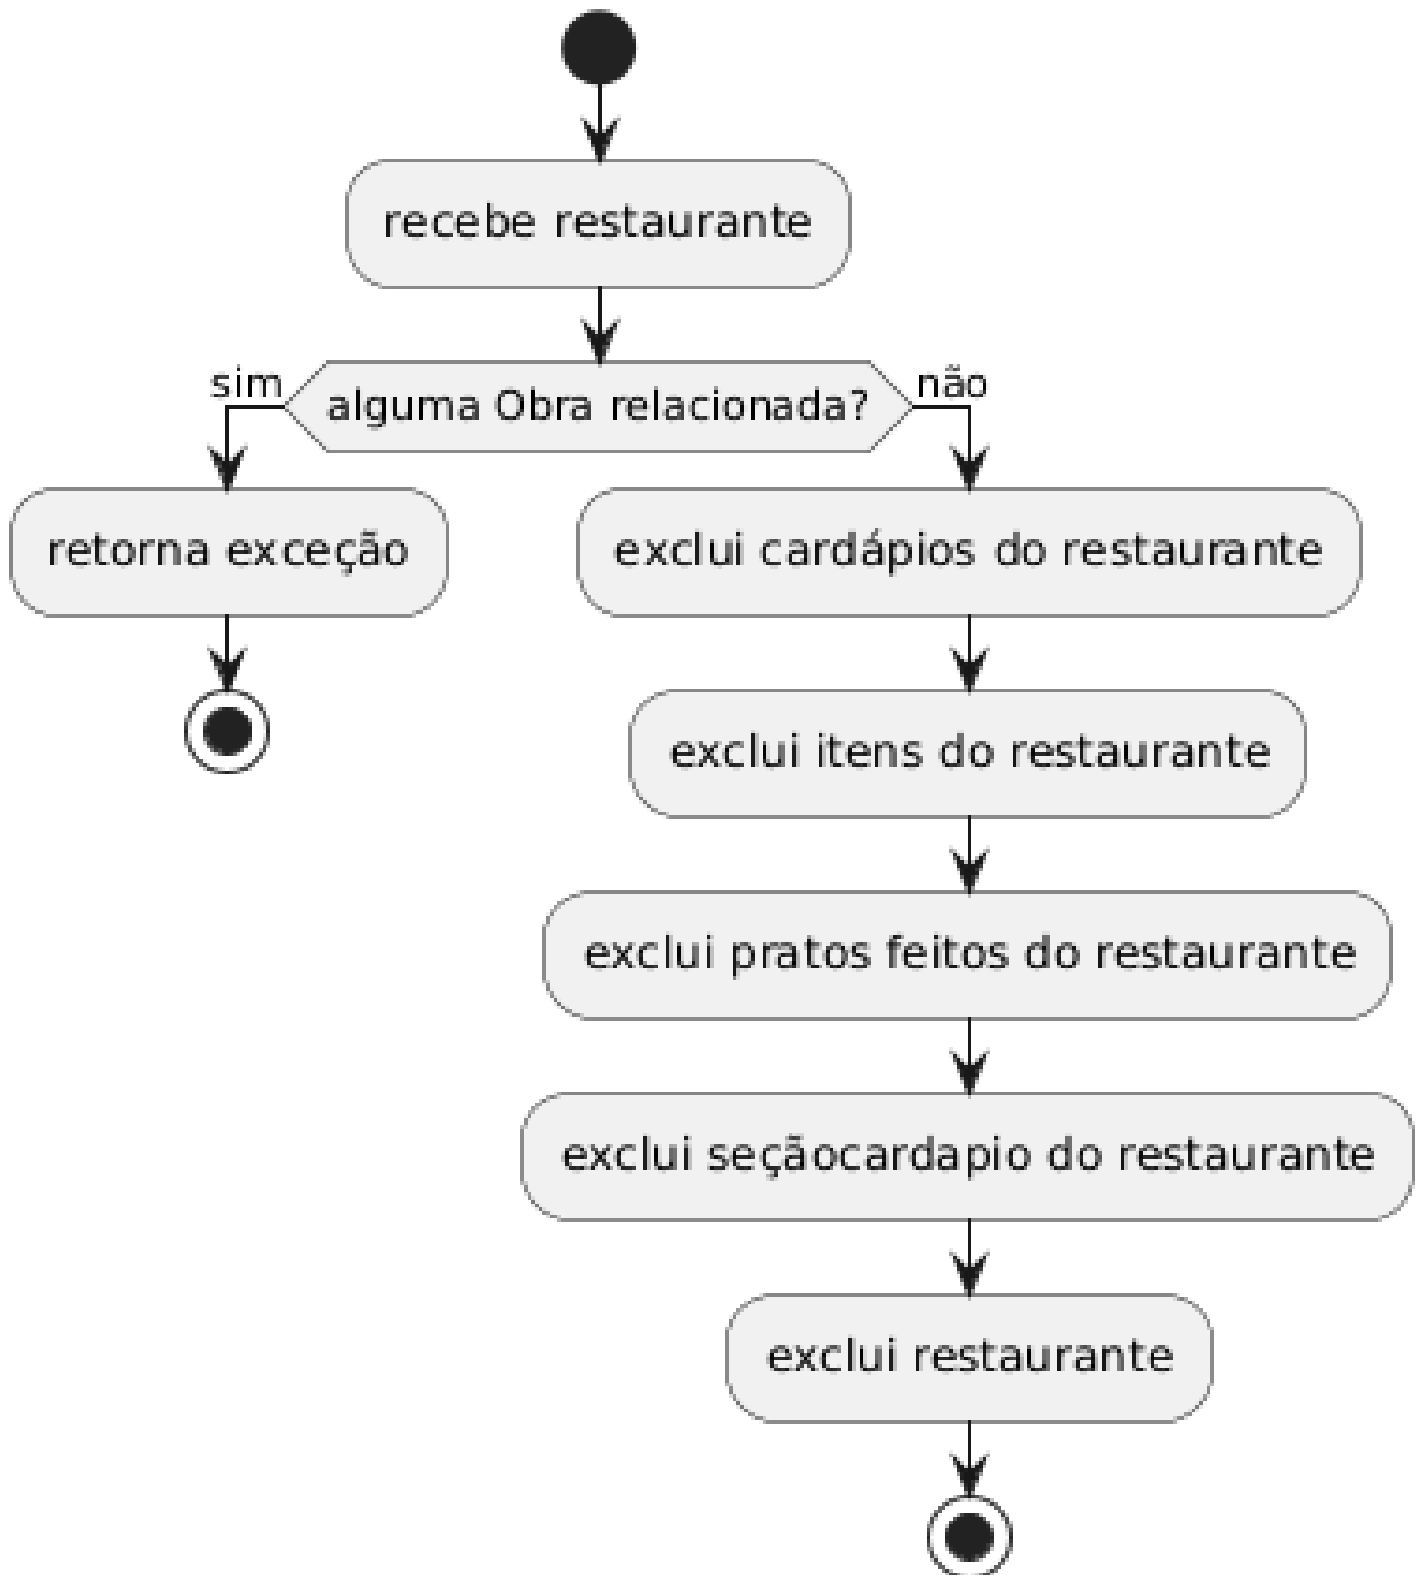 recebe restaurante
sim
alguma Obra relacionada?
não
retorna exceção
exclui cardápios do restaurante
exclui itens do restaurante
exclui pratos feitos do restaurante
exclui seçãocardapio do restaurante
exclui restaurante